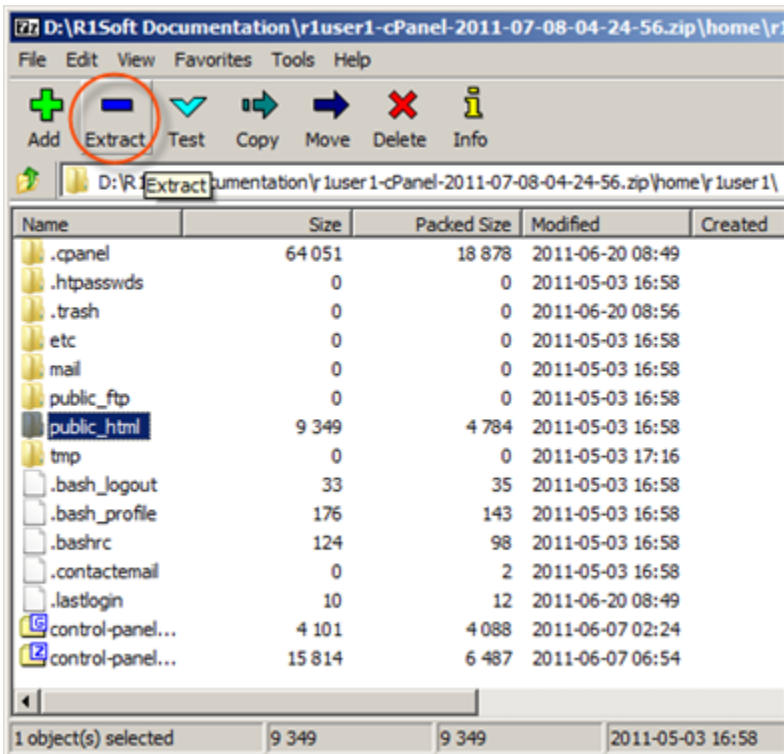 7z D:\R1Soft Documentation\r1user1-cPanel-2011-07-08-04-24-56.zip\home\r1
File Edit View Favorites Tools Help
Add Extract Test Copy Move Delete Info
D:\R1 umentation\r1user1-cPanel-2011-07-08-04-24-56.zip\home\r1user1\
Extract
Name Size Packed Size Modified Created
.cpanel 64 051 18 878 2011-06-20 08:49
.htpasswds 0 0 2011-05-03 16:58
.trash 0 0 2011-06-20 08:56
etc 0 0 2011-05-03 16:58
mail 0 0 2011-05-03 16:58
public_ftp 0 0 2011-05-03 16:58
public_html 9 349 4 784 2011-05-03 16:58
tmp 0 0 2011-05-03 17:16
.bash_logout 33 35 2011-05-03 16:58
.bash_profile 176 143 2011-05-03 16:58
.bashrc 124 98 2011-05-03 16:58
.contactemail 0 2 2011-05-03 16:58
.lastlogin 10 12 2011-06-20 08:49
control-panel... 4 101 4 088 2011-06-07 02:24
control-panel... 15 814 6 487 2011-06-07 06:54
1 object(s) selected 9 349 9 349 2011-05-03 16:58